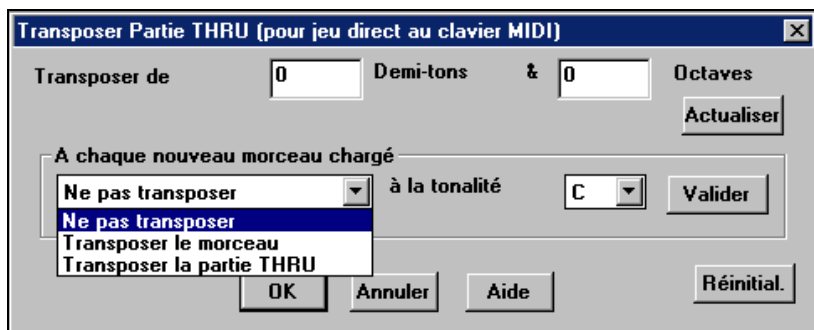 Transposer Partie THRU (pour jeu direct au clavier MIDI)
Transposer de 0 Demi-tons & 0 Octaves
Actualiser
A chaque nouveau morceau chargé
Ne pas transposer à la tonalité C Valider
Ne pas transposer
Transposer le morceau
Transposer la partie THRU
OK Annuler Aide Réinitial.